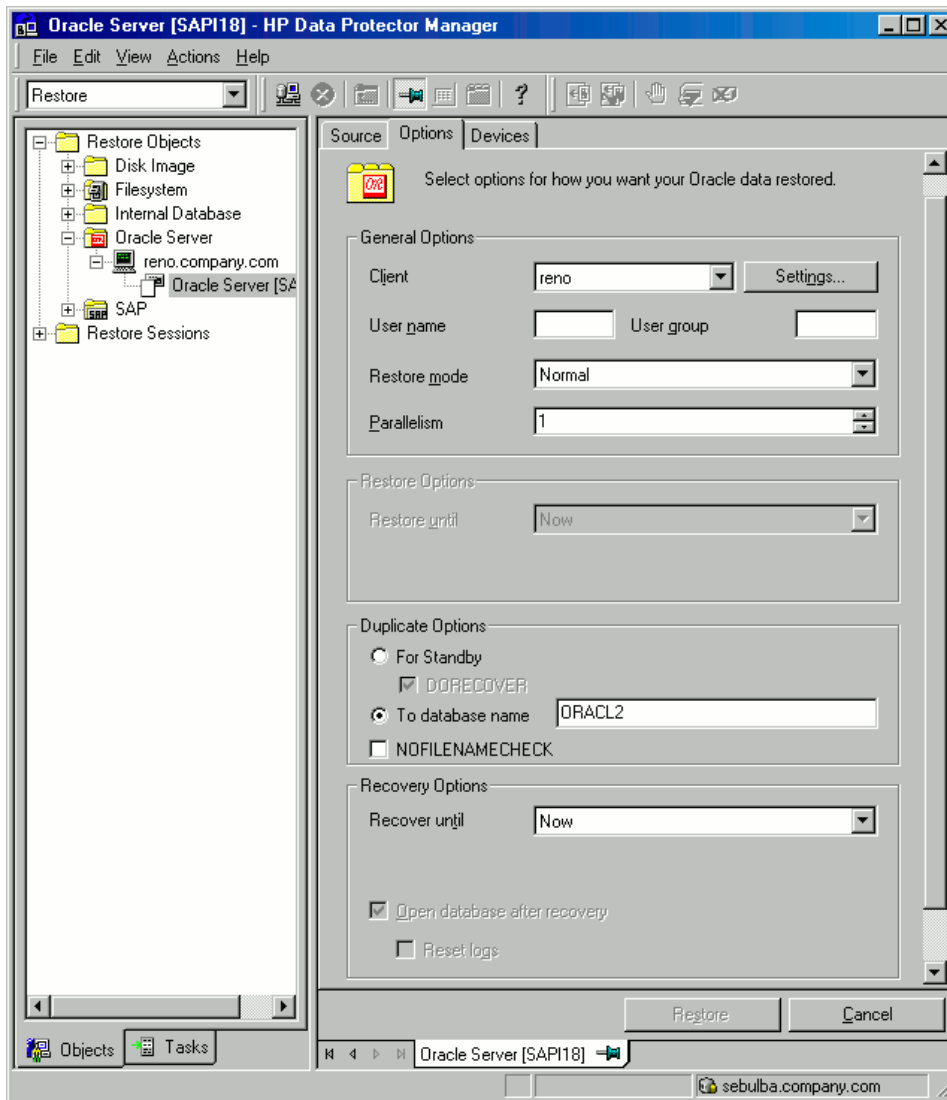 Oracle Server [SAPI18] - HP Data Protector Manager
File Edit View Actions Help
Restore
Restore Objects
Disk Image
Filesystem
Internal Database
Oracle Server
reno.company.com
Oracle Server [SA
SAP
Restore Sessions
Objects
Tasks
Source Options Devices
Select options for how you want your Oracle data restored.
General Options
Client reno Settings...
User name User group
Restore mode Normal
Parallelism 1
Restore Options
Restore until Now
Duplicate Options
For Standby
DORECOVER
To database name ORACL2
NOFILENAMECHECK
Recovery Options
Recover until Now
Open database after recovery
Reset logs
Restore Cancel
Oracle Server [SAPI18]
sebulba.company.com